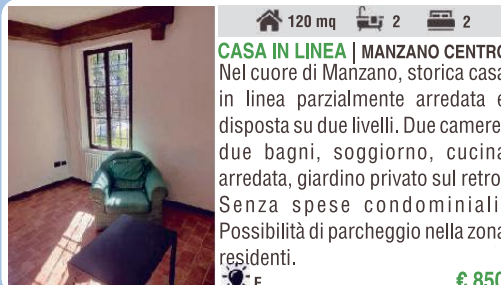 120 mq 2 2
CASA IN LINEA | MANZANO CENTRO
Nel cuore di Manzano, storica casa
in linea parzialmente arredata e
disposta su due livelli. Due camere,
due bagni, soggiorno, cucina
arredata, giardino privato sul retro.
Senza spese condominiali.
Possibilità di parcheggio nella zona
residenti.
F € 850